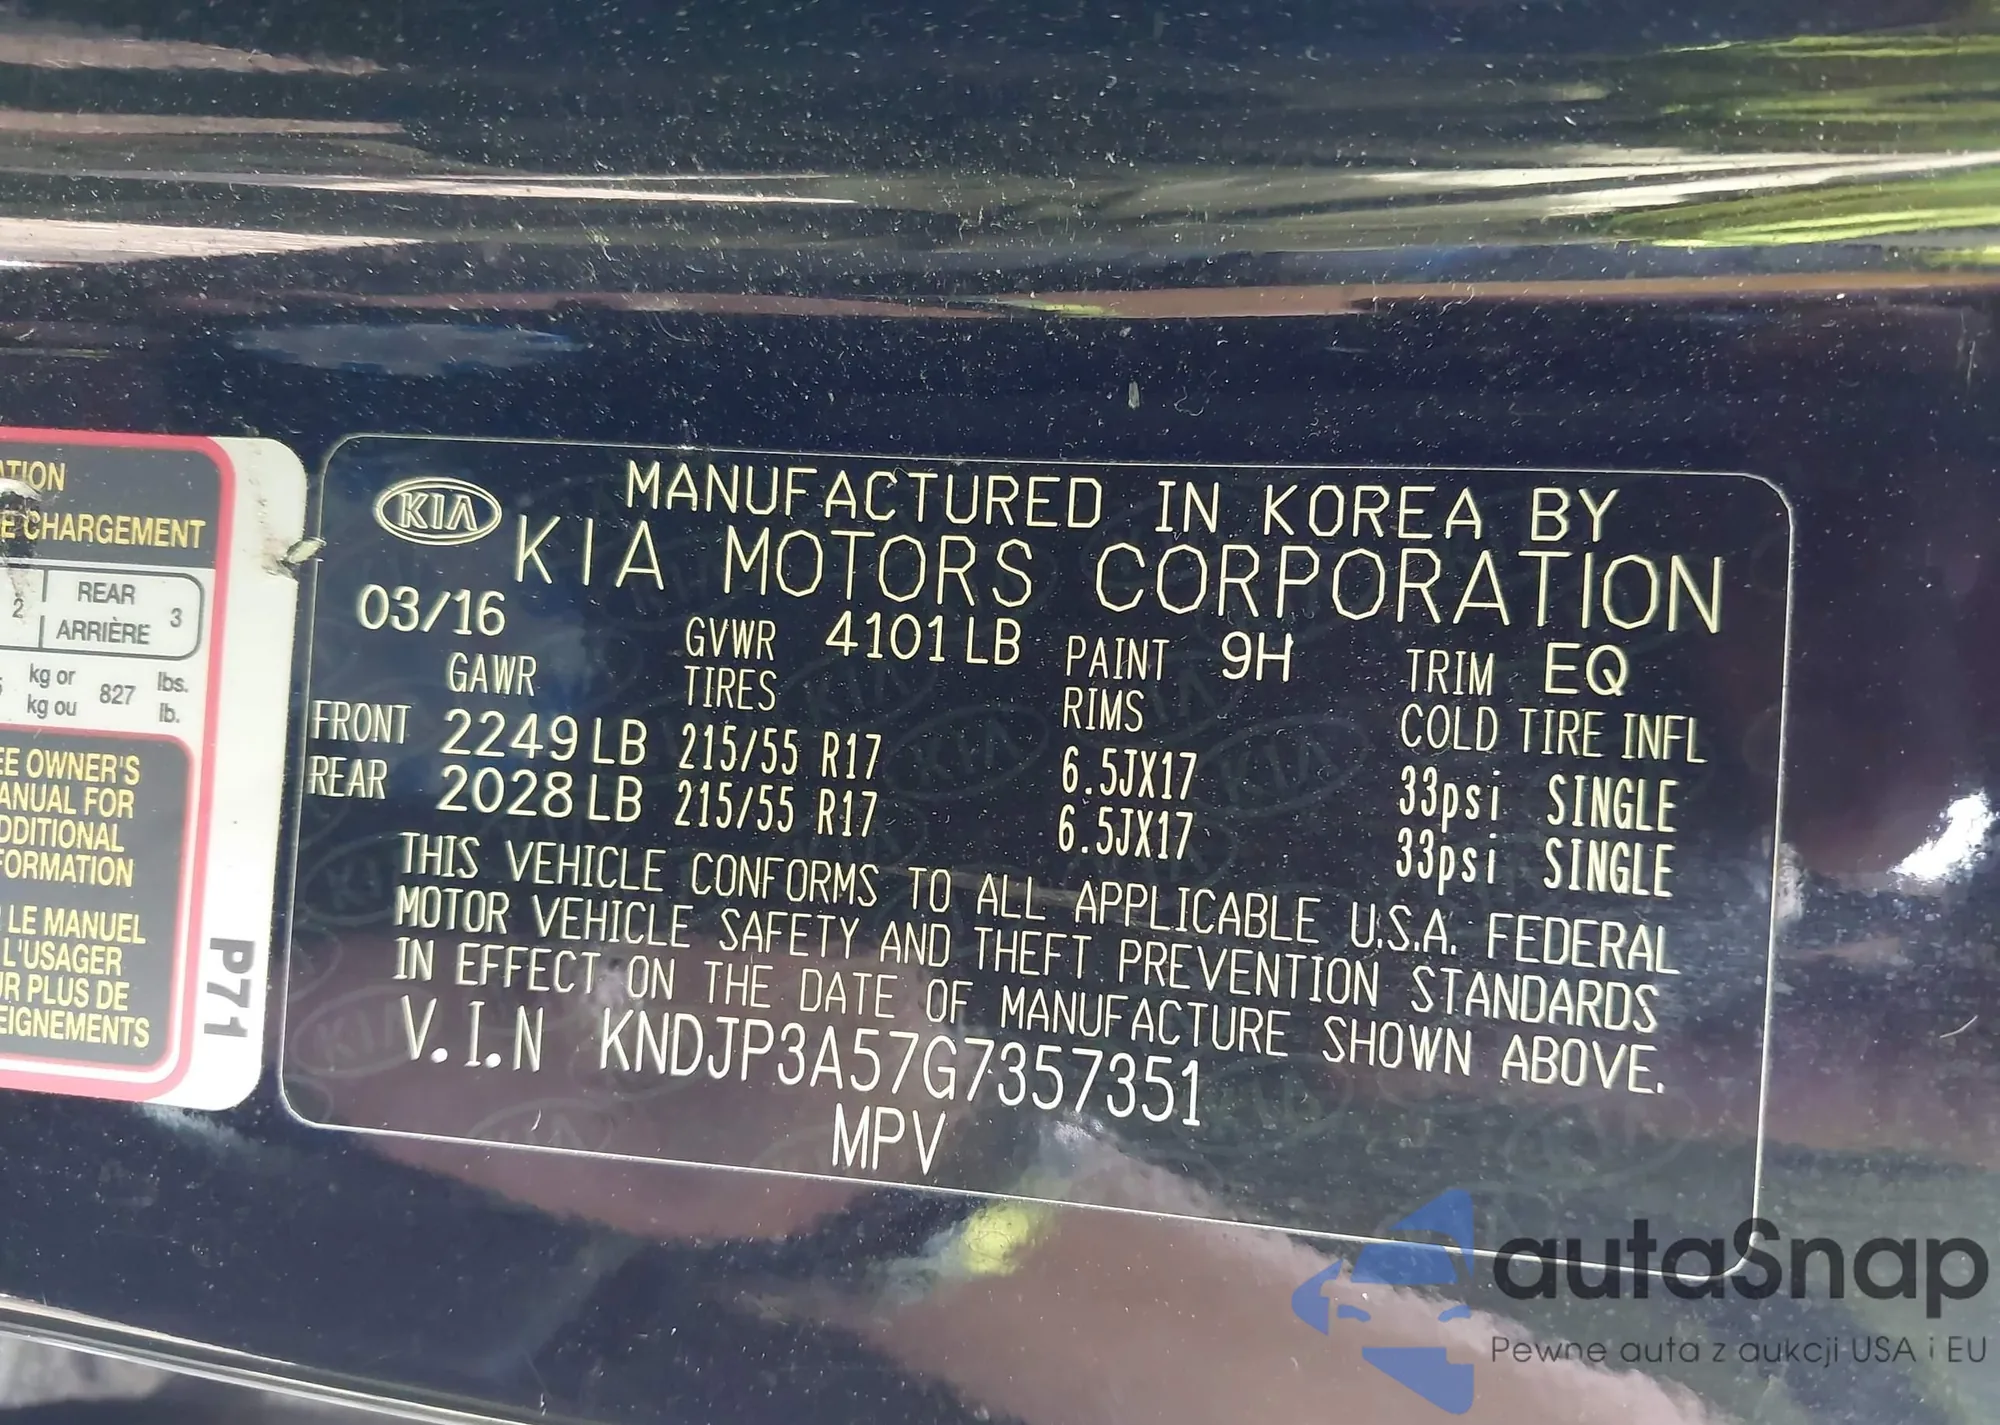 ATION
E CHARGEMENT
2 REAR 3
ARRIÈRE
kg or 827 lbs.
kg ou lb.
EE OWNER'S
ANUAL FOR
DDITIONAL
FORMATION
LE MANUEL
L'USAGER
UR PLUS DE
EIGNEMENTS
P71
KIA
MANUFACTURED IN KOREA BY
KIA MOTORS CORPORATION
03/16 GVWR 4101 LB PAINT 9H TRIM EQ
GAWR TIRES RIMS COLD TIRE INFL
FRONT 2249 LB 215/55 R17 6.5JX17 33psi SINGLE
REAR 2028 LB 215/55 R17 6.5JX17 33psi SINGLE
THIS VEHICLE CONFORMS TO ALL APPLICABLE U.S.A. FEDERAL
MOTOR VEHICLE SAFETY AND THEFT PREVENTION STANDARDS
IN EFFECT ON THE DATE OF MANUFACTURE SHOWN ABOVE.
V.I.N KNDJP3A57G7357351
MPV
autaSnap
Pewne auta z aukcji USA i EU